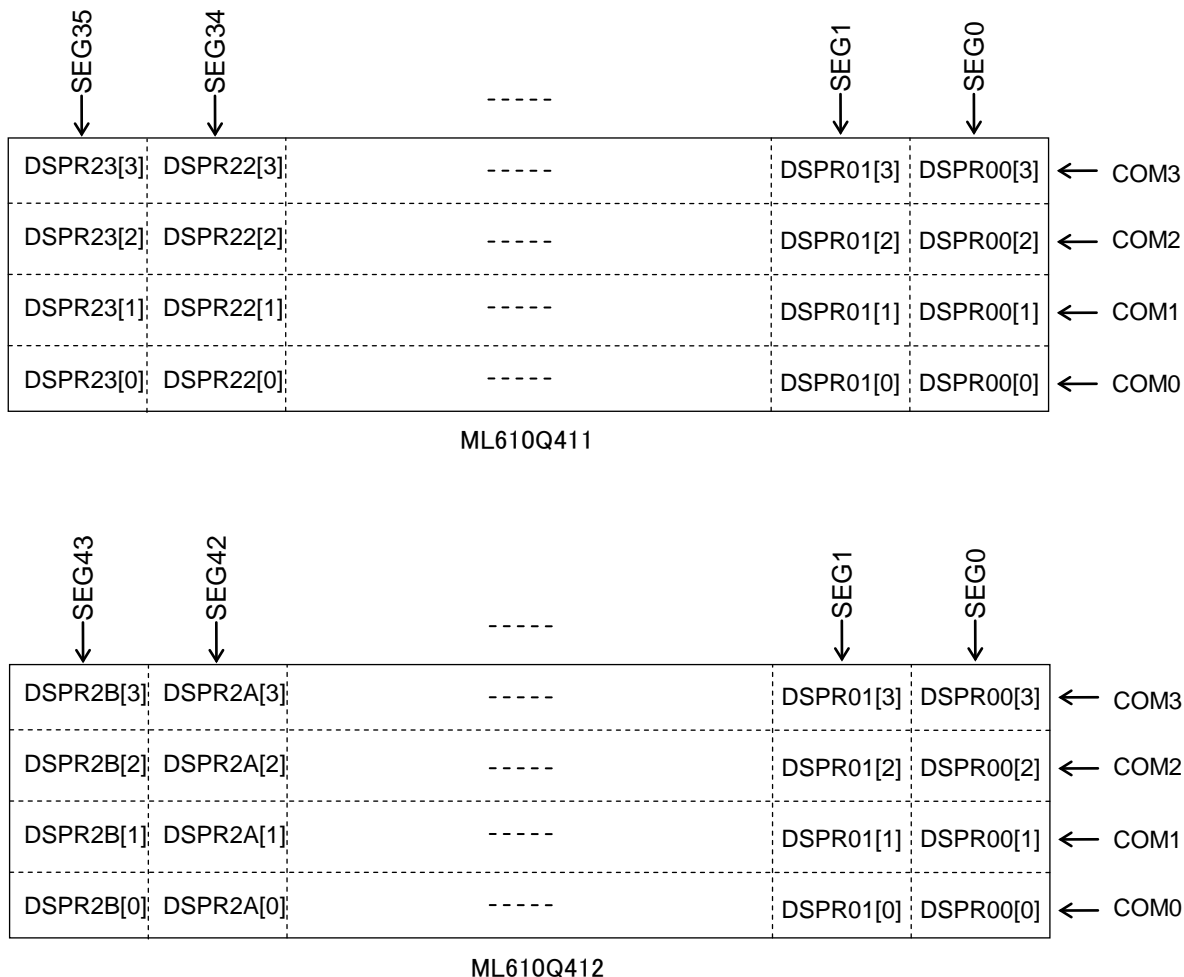 SEG35 SEG34 ----- SEG1 SEG0
DSPR23[3] DSPR22[3] ----- DSPR01[3] DSPR00[3] COM3
DSPR23[2] DSPR22[2] ----- DSPR01[2] DSPR00[2] COM2
DSPR23[1] DSPR22[1] ----- DSPR01[1] DSPR00[1] COM1
DSPR23[0] DSPR22[0] ----- DSPR01[0] DSPR00[0] COM0
ML610Q411
SEG43 SEG42 ----- SEG1 SEG0
DSPR2B[3] DSPR2A[3] ----- DSPR01[3] DSPR00[3] COM3
DSPR2B[2] DSPR2A[2] ----- DSPR01[2] DSPR00[2] COM2
DSPR2B[1] DSPR2A[1] ----- DSPR01[1] DSPR00[1] COM1
DSPR2B[0] DSPR2A[0] ----- DSPR01[0] DSPR00[0] COM0
ML610Q412